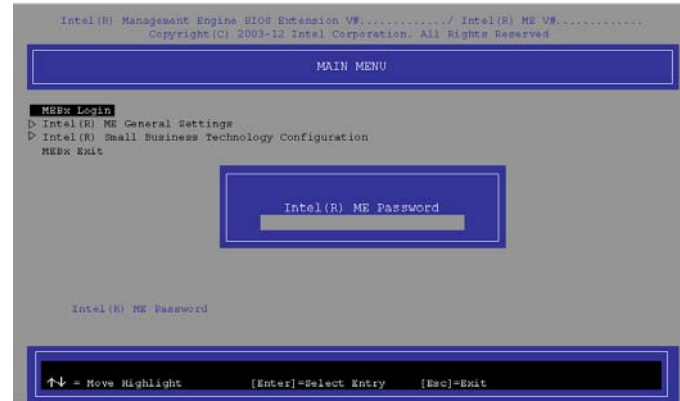 Intel(R) Management Engine BIOS Extension V#............./ Intel(R) ME V#.............
Copyright(C) 2003-12 Intel Corporation. All Rights Reserved
MAIN MENU
MEBx Login
▷ Intel(R) ME General Settings
▷ Intel(R) Small Business Technology Configuration
MEBx Exit
Intel(R) ME Password
Intel(R) ME Password
↑↓ = Move Highlight [Enter]=Select Entry [Esc]=Exit